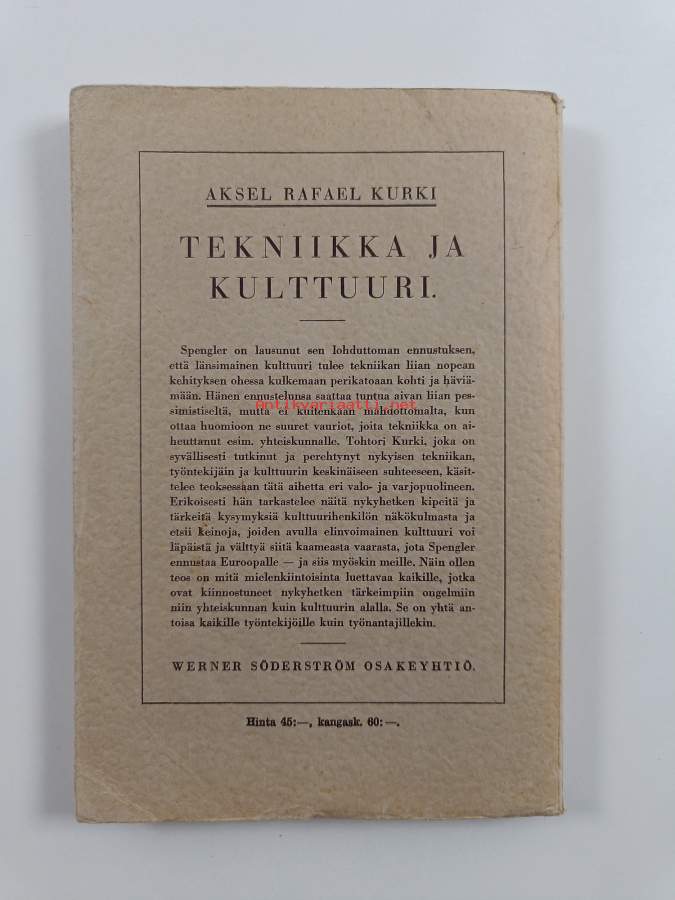 AKSEL RAFAEL KURKI
TEKNIIKKA JA
KULTTUURI.
Spengler on lausunut sen lohduttoman ennustuksen,
että länsimainen kulttuuri tulee tekniikan liian nopean
kehityksen ohessa kulkemaan perikatoaan kohti ja häviä-
mään. Hänen ennustelunsa saattaa tuntua aivan liian pes-
simistiseltä, mutta ei kuitenkaan mahdottomalta, kun
Antikvariaatti.net
ottaa huomioon ne suuret vauriot, joita tekniikka on ai-
heuttanut esim. yhteiskunnalle. Tohtori Kurki, joka on
syvällisesti tutkinut ja perehtynyt nykyisen tekniikan,
työntekijäin ja kulttuurin keskinäiseen suhteeseen, käsit-
telee teoksessaan tätä aihetta eri valo- ja varjopuolineen.
Erikoisesti hän tarkastelee näitä nykyhetken kipeitä ja
tärkeitä kysymyksiä kulttuurihenkilön näkökulmasta ja
etsii keinoja, joiden avulla elinvoimainen kulttuuri voi
läpäistä ja välttyä siitä kaameasta vaarasta, jota Spengler
ennustaa Euroopalle — ja siis myöskin meille. Näin ollen
teos on mitä mielenkiintoisinta luettavaa kaikille, jotka
ovat kiinnostuneet nykyhetken tärkeimpiin ongelmiin
niin yhteiskunnan kuin kulttuurin alalla. Se on yhtä an-
toisa kaikille työntekijöille kuin työnantajillekin.
WERNER SÖDERSTRÖM OSAKEYHTIÖ.
Hinta 45:—, kangask. 60:—.